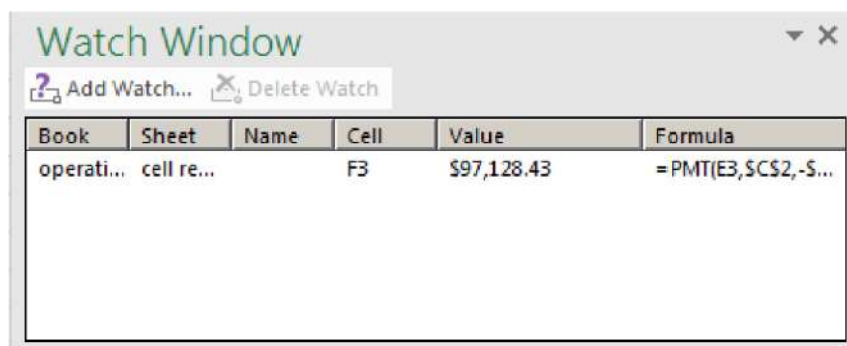 Watch Window
Add Watch... Delete Watch
Book Sheet Name Cell Value Formula
operati... cell re... F3 $97,128.43 =PMT(E3,$C$2,-$...